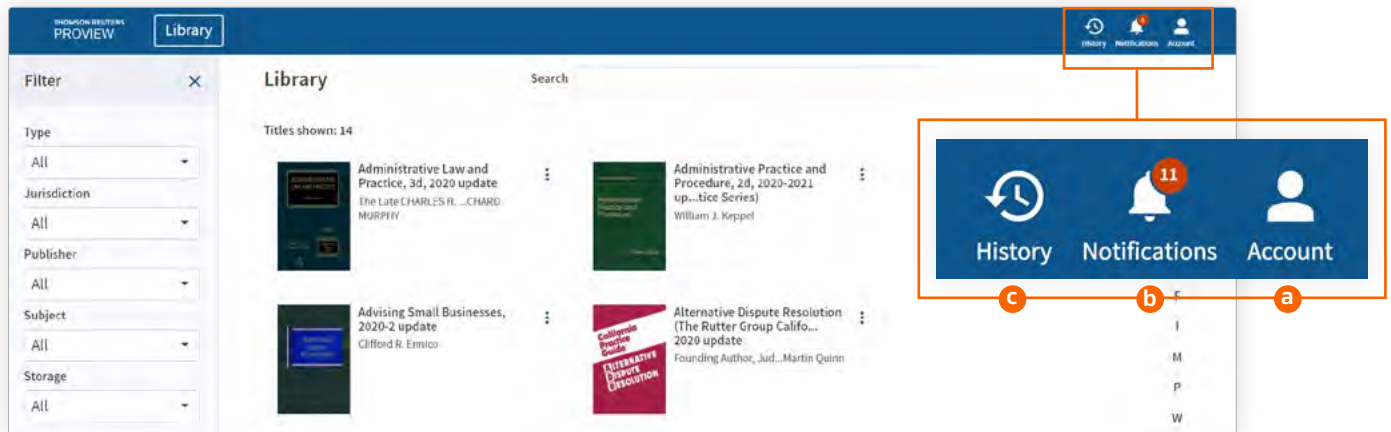 THOMSON REUTERS
PROVIEW
Library
History Notifications Account
Filter
Library
Search
Type
All
Jurisdiction
All
Publisher
All
Subject
All
Storage
All
Titles shown: 14
Administrative Law and
Practice, 3d, 2020 update
The Late CHARLES H. ...CHARD
MURPHY
Administrative Practice and
Procedure, 2d, 2020-2021
up...tice Series)
William J. Keppel
Advising Small Businesses,
2020-2 update
Clifford R. Ennico
California
Practice
Guide
ALTERNATIVE
DISPUTE
RESOLUTION
Alternative Dispute Resolution
(The Rutter Group Califo...
2020 update
Founding Author, Jud...Martin Quinn
11
History Notifications Account
c b a
F
I
M
P
W